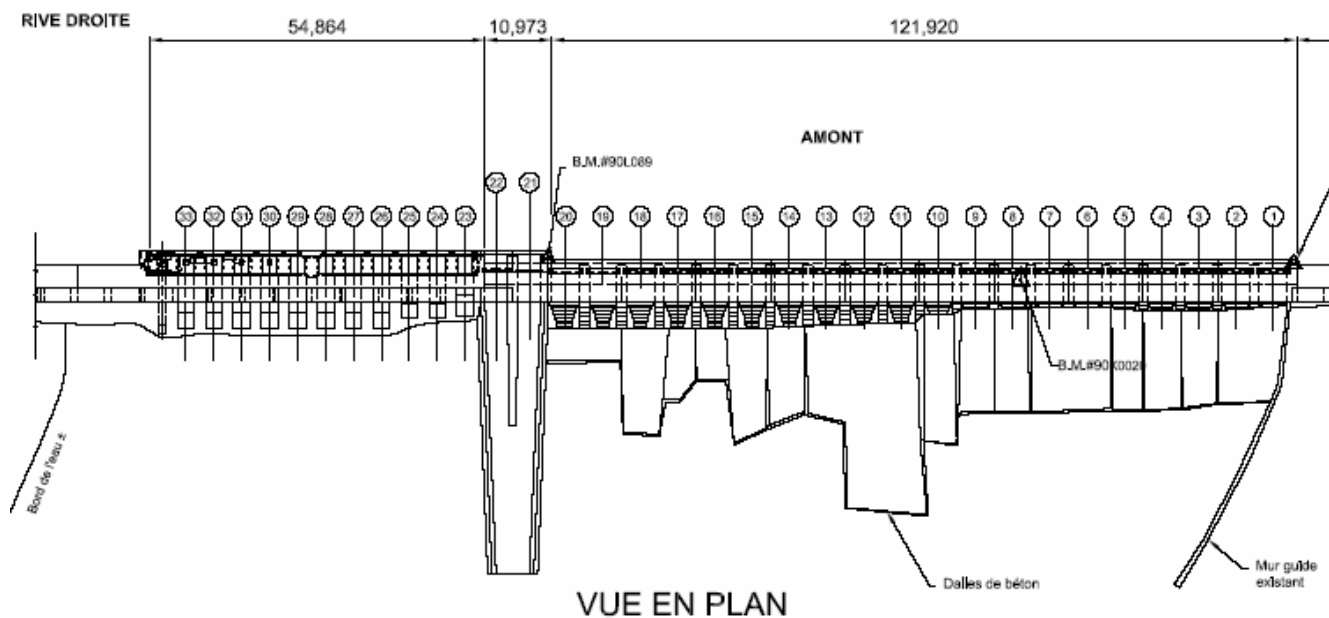 RIVE DROITE
54,864
10,973
121,920
AMONT
B.M.#90L089
22 21
33 32 31 30 29 28 27 26 25 24 23 20 19 18 17 16 15 14 13 12 11 10 9 8 7 6 5 4 3 2 1
Bord de l'eau ±
Dalles de béton
Mur guide
existant
VUE EN PLAN